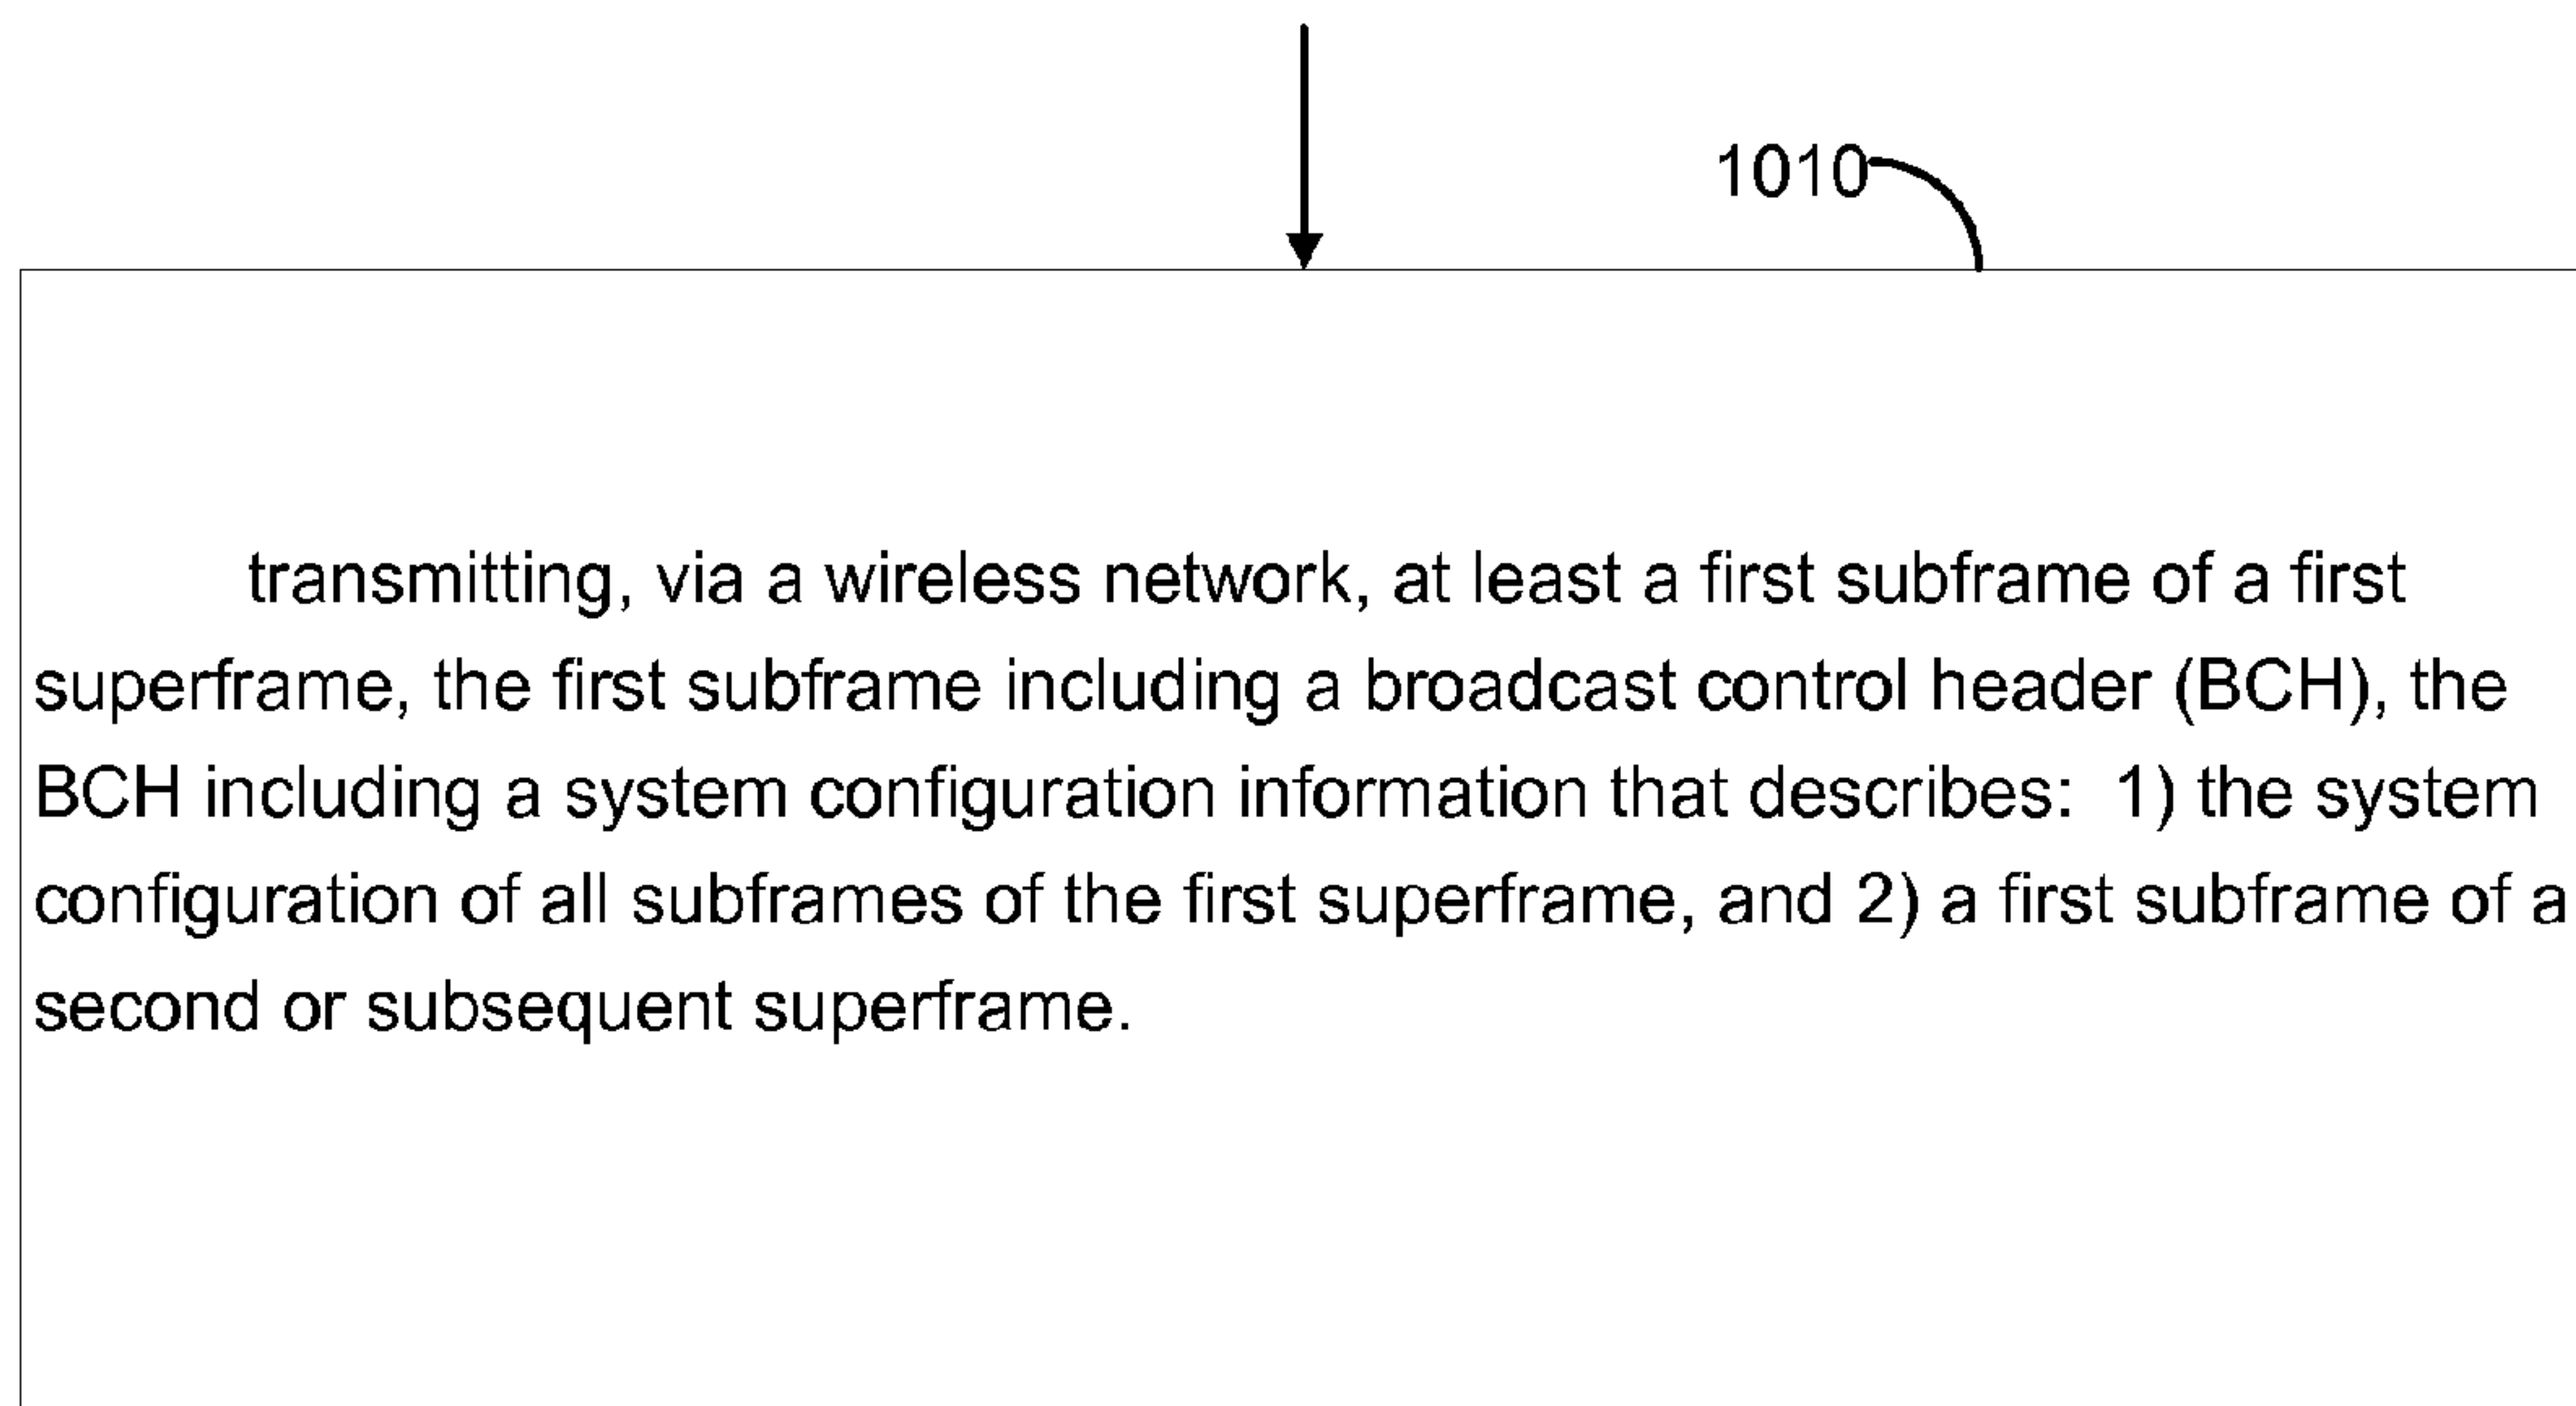 1010
transmitting, via a wireless network, at least a first subframe of a first
superframe, the first subframe including a broadcast control header (BCH), the
BCH including a system configuration information that describes:  1) the system
configuration of all subframes of the first superframe, and 2) a first subframe of a
second or subsequent superframe.